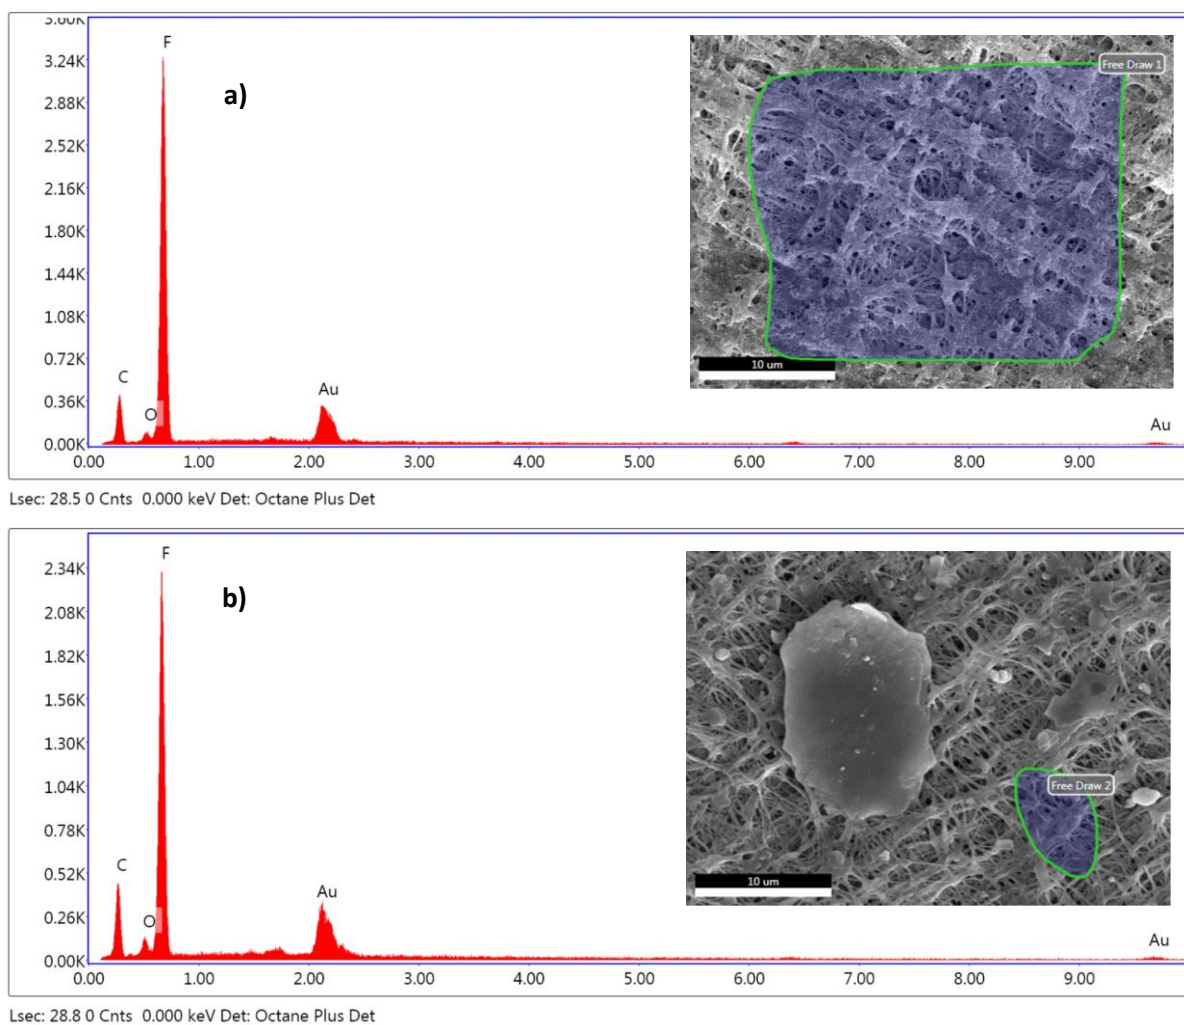 3.60K
F
3.24K
a)
Free Draw 1
2.88K
2.52K
2.16K
1.80K
1.44K
1.08K
0.72K
10 um
C
Au
0.36K
O
Au
0.00K
0.00 1.00 2.00 3.00 4.00 5.00 6.00 7.00 8.00 9.00
Lsec: 28.5 0 Cnts 0.000 keV Det: Octane Plus Det
F
2.34K
b)
2.08K
1.82K
1.56K
1.30K
Free Draw 2
1.04K
0.78K
C
0.52K
10 um
Au
O
0.26K
Au
0.00K
0.00 1.00 2.00 3.00 4.00 5.00 6.00 7.00 8.00 9.00
Lsec: 28.8 0 Cnts 0.000 keV Det: Octane Plus Det